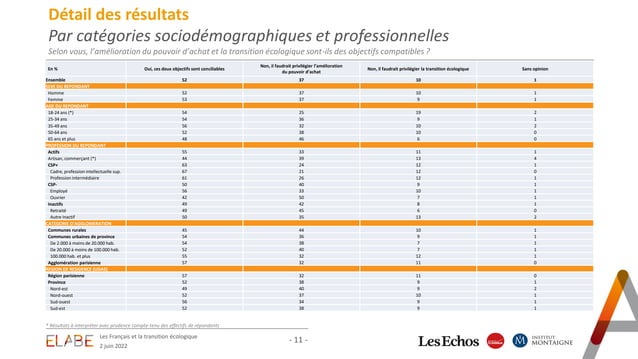 Détail des résultats
Par catégories sociodémographiques et professionnelles
Selon vous, l'amélioration du pouvoir d'achat et la transition écologique sont-ils des objectifs compatibles ?
En % Oui, ces deux objectifs sont conciliables Non, il faudrait privilégier l'amélioration du pouvoir d'achat Non, il faudrait privilégier la transition écologique Sans opinion
Ensemble 52 37 10 1
SEXE DU REPONDANT
Homme 52 37 10 1
Femme 53 37 9 1
AGE DU REPONDANT
18-24 ans (*) 54 25 19 2
25-34 ans 54 36 9 1
35-49 ans 56 32 10 2
50-64 ans 52 38 10 0
65 ans et plus 48 46 6 0
PROFESSION DU REPONDANT
Actifs 55 33 11 1
Artisan, commerçant (*) 44 39 13 4
CSP+ 63 24 12 1
Cadre, profession intellectuelle sup. 67 21 12 0
Profession intermédiaire 61 26 12 1
CSP- 50 40 9 1
Employé 56 33 10 1
Ouvrier 42 50 7 1
Inactifs 49 42 8 1
Retraité 49 45 6 0
Autre inactif 50 35 13 2
CATEGORIE D'AGGLOMERATION
Communes rurales 45 44 10 1
Communes urbaines de province 54 36 9 1
De 2.000 à moins de 20.000 hab. 54 38 7 1
De 20.000 à moins de 100.000 hab. 52 40 7 1
100.000 hab. et plus 55 32 12 1
Agglomération parisienne 57 32 11 0
REGION DE RESIDENCE (UDA5)
Région parisienne 57 32 11 0
Province 52 38 9 1
Nord-est 49 40 9 2
Nord-ouest 52 37 10 1
Sud-ouest 56 34 9 1
Sud-est 52 38 9 1
* Résultats à interpréter avec prudence compte-tenu des effectifs de répondants
ELABE
Les Français et la transition écologique
2 juin 2022
- 11 -
Les Echos
INSTITUT
MONTAIGNE